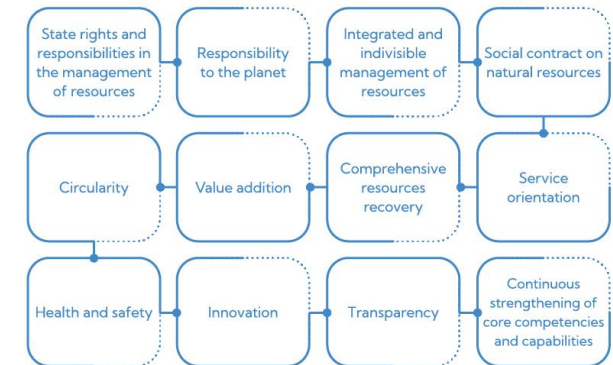 State rights and
responsibilities in
the management
of resources
Responsibility
to the planet
Integrated and
indivisible
management of
resources
Social contract on
natural resources
Service
orientation
Comprehensive
resources
recovery
Value addition
Circularity
Health and safety
Innovation
Transparency
Continuous
strengthening of
core competencies
and capabilities